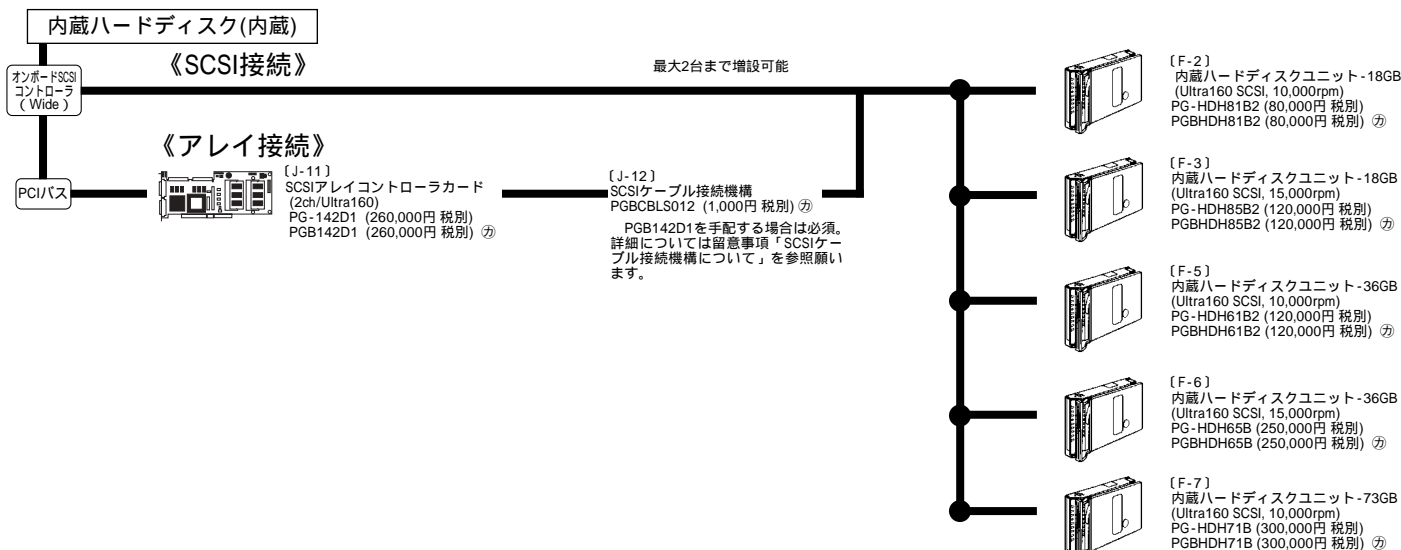 内蔵ハードディスク(内蔵)
オンボードSCSI
コントローラ
(Wide)
《SCSI接続》
最大2台まで増設可能
《アレイ接続》
PCIバス
〔J-11〕
SCSIアレイコントローラカード
(2ch/Ultra160)
PG-142D1 (260,000円 税別)
PGB142D1 (260,000円 税別) ㋕
〔J-12〕
SCSIケーブル接続機構
PGBCBLS012 (1,000円 税別) ㋕
PGB142D1を手配する場合は必須。
詳細については留意事項「SCSIケー
ブル接続機構について」を参照願い
ます。
〔F-2〕
内蔵ハードディスクユニット-18GB
(Ultra160 SCSI, 10,000rpm)
PG-HDH81B2 (80,000円 税別)
PGBHDH81B2 (80,000円 税別) ㋕
〔F-3〕
内蔵ハードディスクユニット-18GB
(Ultra160 SCSI, 15,000rpm)
PG-HDH85B2 (120,000円 税別)
PGBHDH85B2 (120,000円 税別) ㋕
〔F-5〕
内蔵ハードディスクユニット-36GB
(Ultra160 SCSI, 10,000rpm)
PG-HDH61B2 (120,000円 税別)
PGBHDH61B2 (120,000円 税別) ㋕
〔F-6〕
内蔵ハードディスクユニット-36GB
(Ultra160 SCSI, 15,000rpm)
PG-HDH65B (250,000円 税別)
PGBHDH65B (250,000円 税別) ㋕
〔F-7〕
内蔵ハードディスクユニット-73GB
(Ultra160 SCSI, 10,000rpm)
PG-HDH71B (300,000円 税別)
PGBHDH71B (300,000円 税別) ㋕